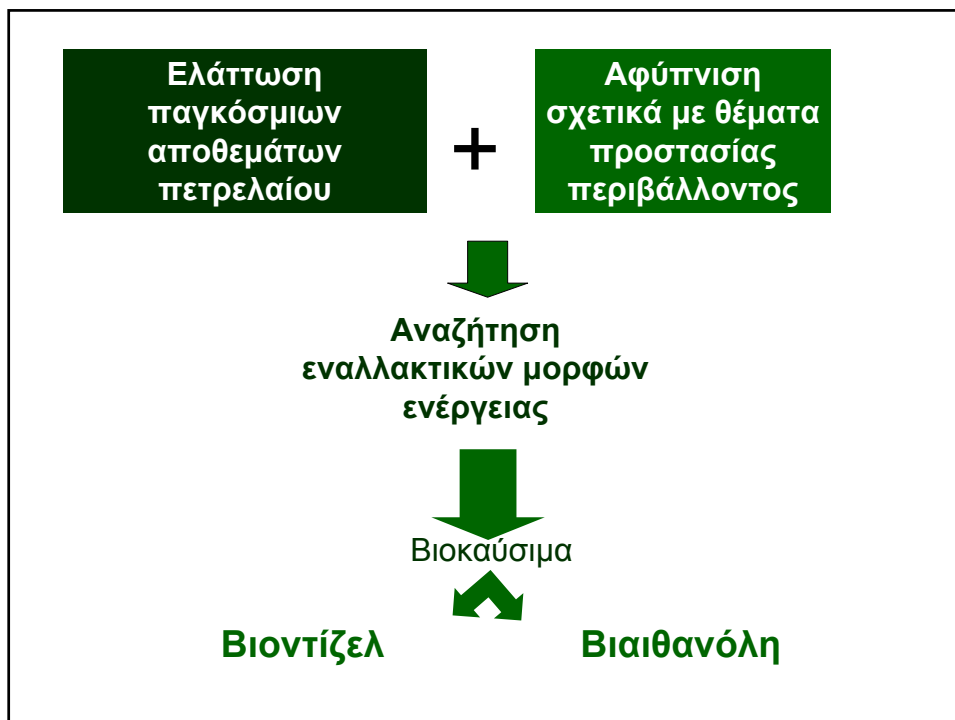 Ελάττωση
παγκόσμιων
αποθεμάτων
πετρελαίου
+
Αφύπνιση
σχετικά με θέματα
προστασίας
περιβάλλοντος
Αναζήτηση
εναλλακτικών μορφών
ενέργειας
Βιοκαύσιμα
Βιοντίζελ
Βιαιθανόλη